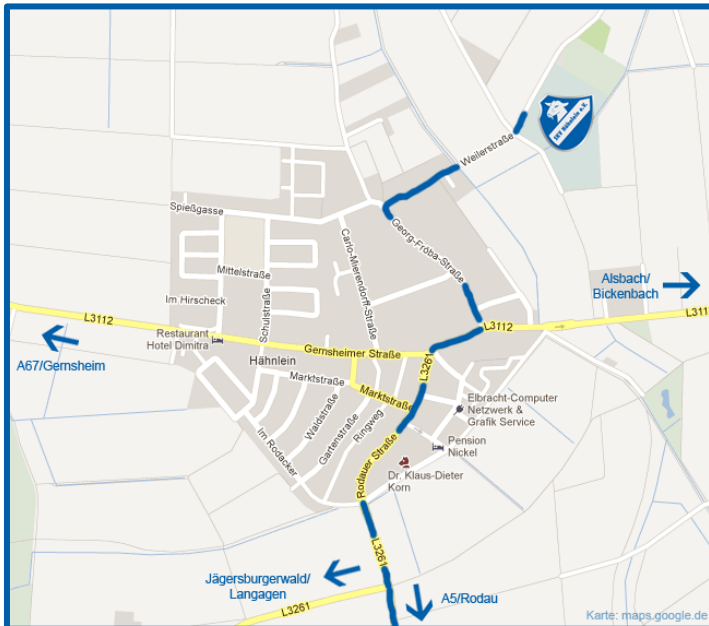 SKV Hähnlein e.V.
Weilerstraße
Spießgasse
Georg-Fröba-Straße
Carlo-Mierendorff-Straße
Mittelstraße
Alsbach/
Bickenbach
Im Hirscheck
Schulstraße
L3112
L3112
L311
Restaurant
Hotel Dimitra
A67/Gernsheim
Gernsheimer Straße
L3261
Hähnlein
Marktstraße
Marktstraße
Elbracht-Computer
Netzwerk &
Grafik Service
Waldstraße
Gartenstraße
Ringweg
Im Rodacker
Rodauer Straße
Pension
Nickel
Dr. Klaus-Dieter
Korn
L3261
Jägersburgerwald/
Langagen
A5/Rodau
L3261
Karte: maps.google.de